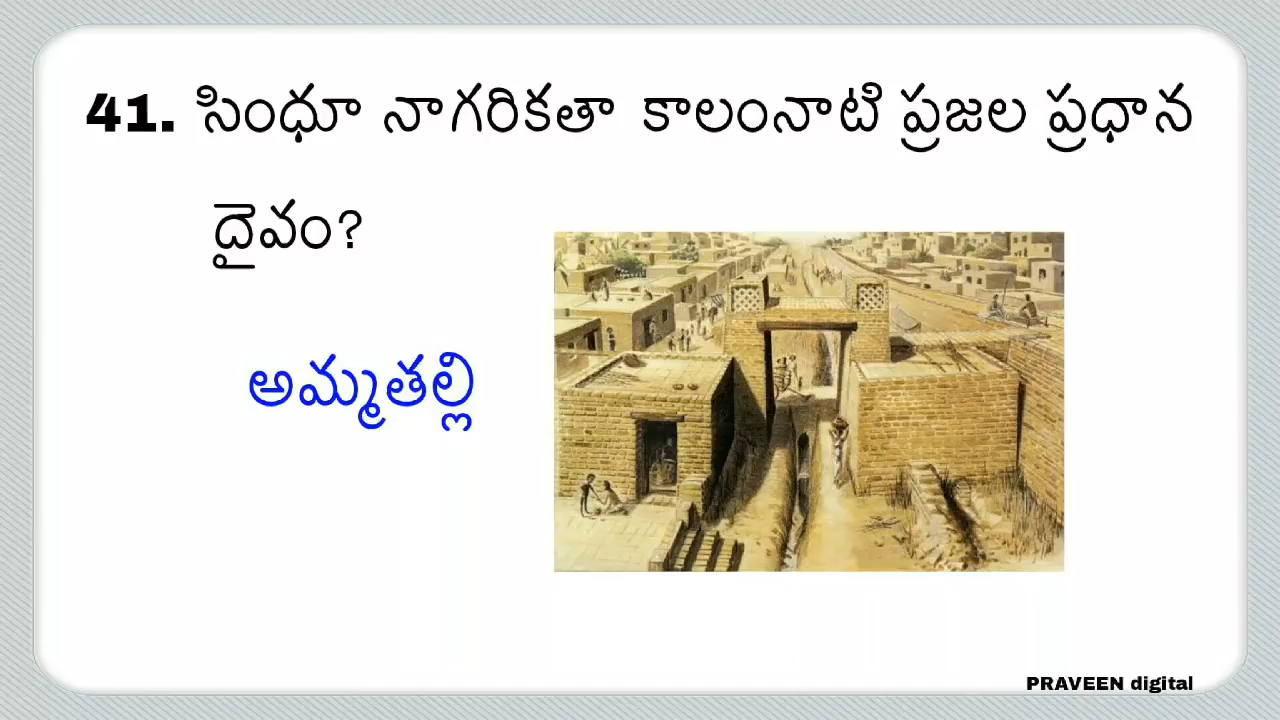 41. సింధూ నాగరికతా కాలంనాటి ప్రజల ప్రధాన
దైవం?
అమ్మతల్లి
PRAVEEN digital